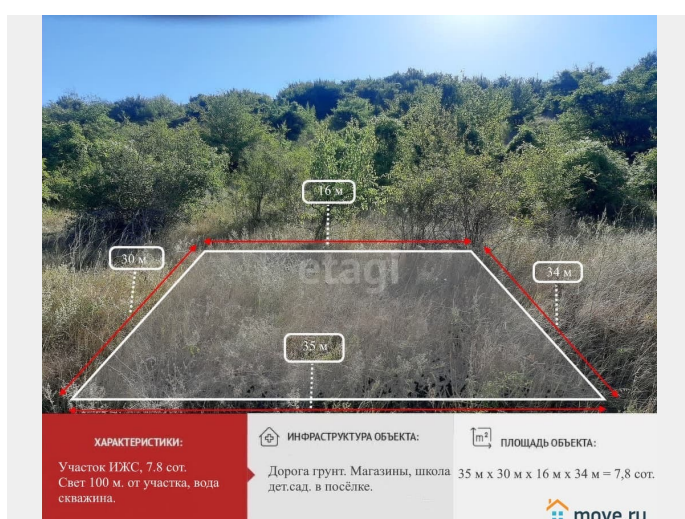 16 м
30 м
34 м
etagi
35 м
ХАРАКТЕРИСТИКИ:
Участок ИЖС, 7.8 сот.
Свет 100 м. от участка, вода
скважина.
ИНФРАСТРУКТУРА ОБЪЕКТА:
Дорога грунт. Магазины, школа
дет.сад. в посёлке.
m²
ПЛОЩАДЬ ОБЪЕКТА:
35 м х 30 м х 16 м х 34 м = 7,8 сот.
move.ru